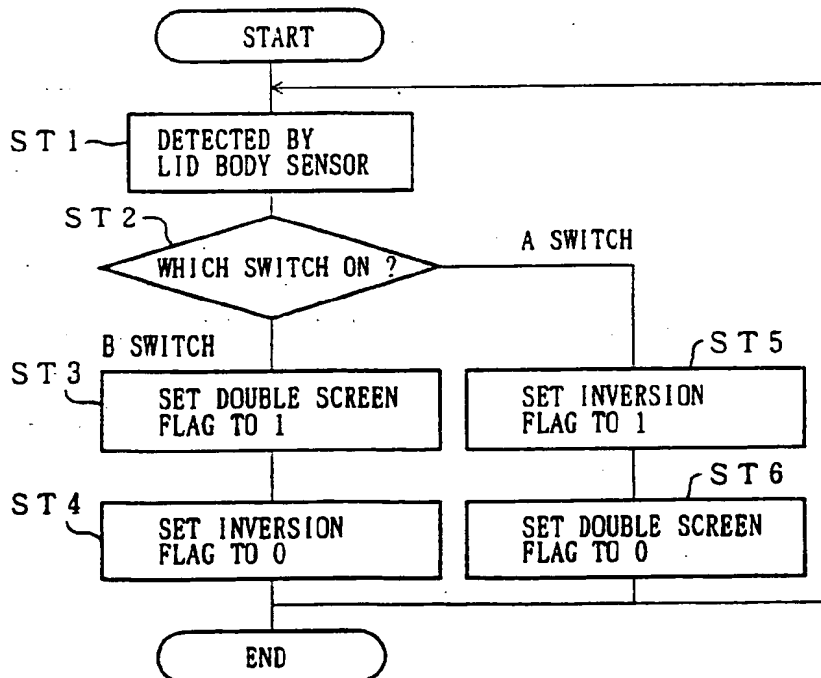 START
ST1
DETECTED BY
LID BODY SENSOR
ST2
WHICH SWITCH ON ?
A SWITCH
B SWITCH
ST3
SET DOUBLE SCREEN
FLAG TO 1
ST5
SET INVERSION
FLAG TO 1
ST4
SET INVERSION
FLAG TO 0
ST6
SET DOUBLE SCREEN
FLAG TO 0
END